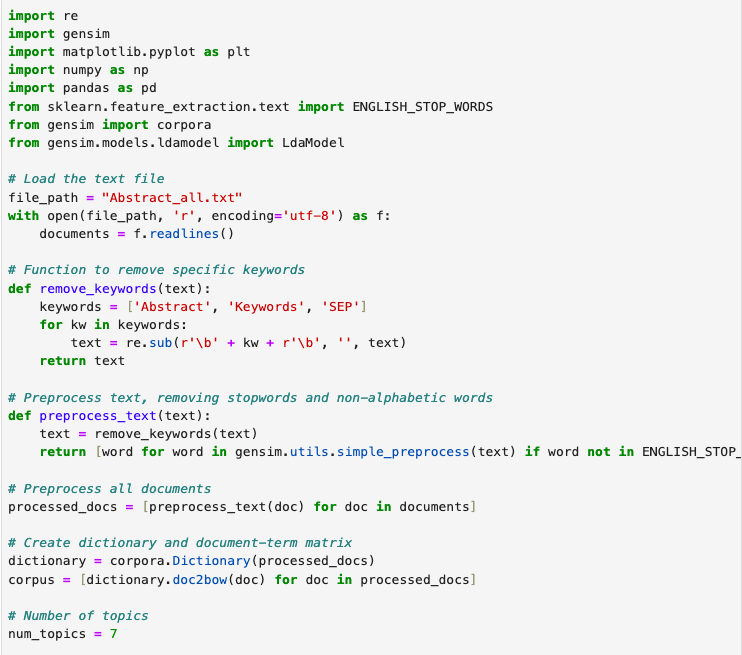 import re
import gensim
import matplotlib.pyplot as plt
import numpy as np
import pandas as pd
from sklearn.feature_extraction.text import ENGLISH_STOP_WORDS
from gensim import corpora
from gensim.models.ldamodel import LdaModel

# Load the text file
file_path = "Abstract_all.txt"
with open(file_path, 'r', encoding='utf-8') as f:
    documents = f.readlines()

# Function to remove specific keywords
def remove_keywords(text):
    keywords = ['Abstract', 'Keywords', 'SEP']
    for kw in keywords:
        text = re.sub(r'\b' + kw + r'\b', '', text)
    return text

# Preprocess text, removing stopwords and non-alphabetic words
def preprocess_text(text):
    text = remove_keywords(text)
    return [word for word in gensim.utils.simple_preprocess(text) if word not in ENGLISH_STOP_

# Preprocess all documents
processed_docs = [preprocess_text(doc) for doc in documents]

# Create dictionary and document-term matrix
dictionary = corpora.Dictionary(processed_docs)
corpus = [dictionary.doc2bow(doc) for doc in processed_docs]

# Number of topics
num_topics = 7